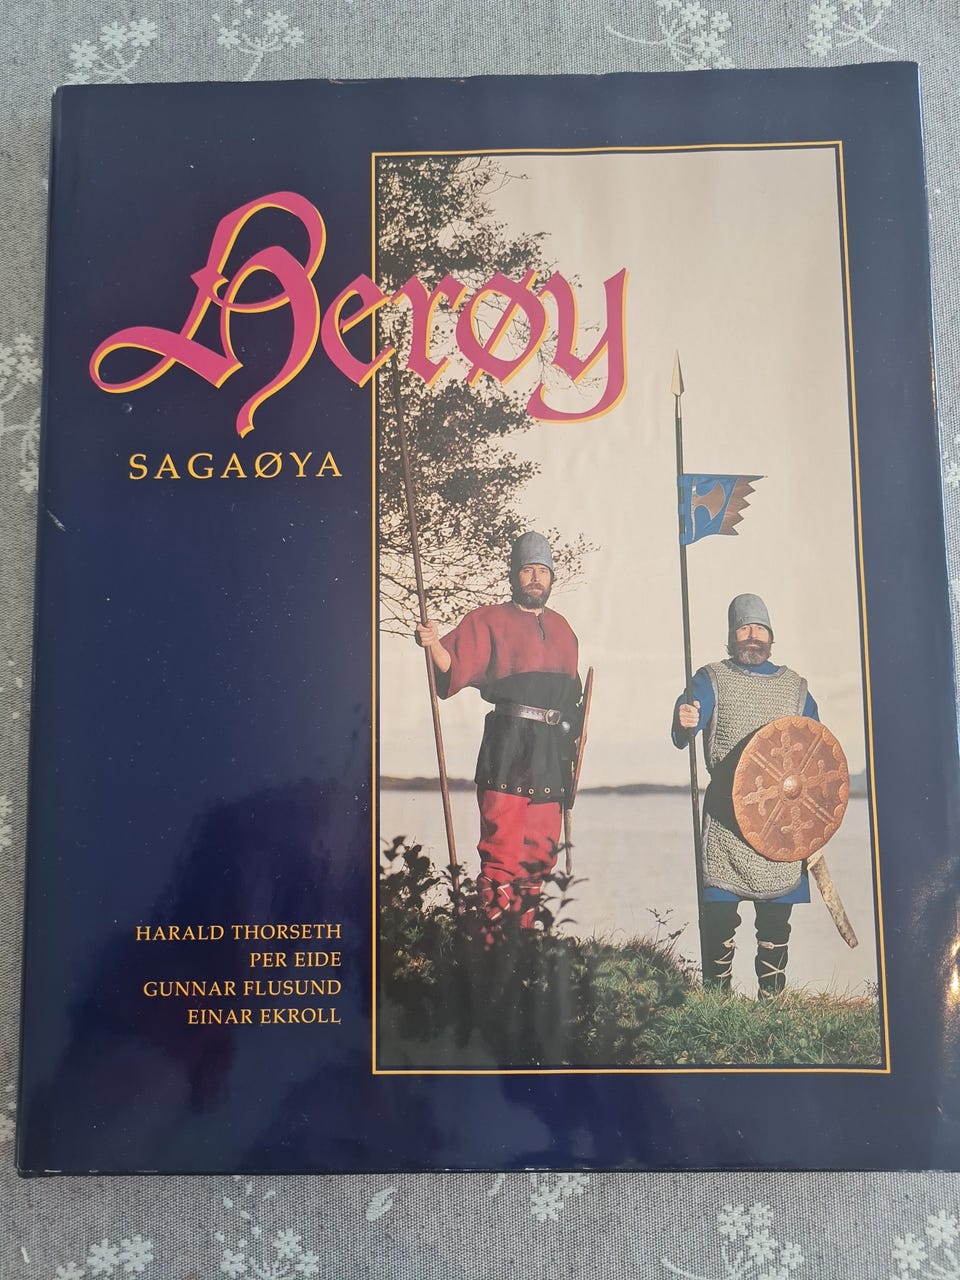 Herøy
SAGAØYA
HARALD THORSETH
PER EIDE
GUNNAR FLUSUND
EINAR EKROLL